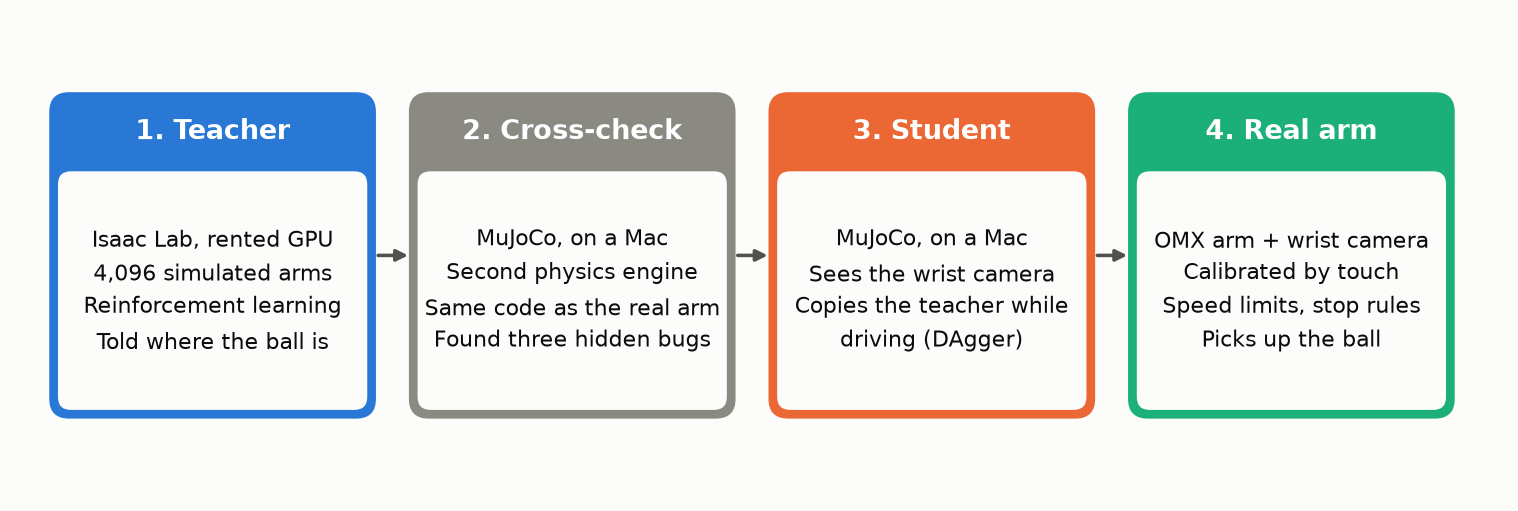 1. Teacher
Isaac Lab, rented GPU
4,096 simulated arms
Reinforcement learning
Told where the ball is
2. Cross-check
MuJoCo, on a Mac
Second physics engine
Same code as the real arm
Found three hidden bugs
3. Student
MuJoCo, on a Mac
Sees the wrist camera
Copies the teacher while
driving (DAgger)
4. Real arm
OMX arm + wrist camera
Calibrated by touch
Speed limits, stop rules
Picks up the ball